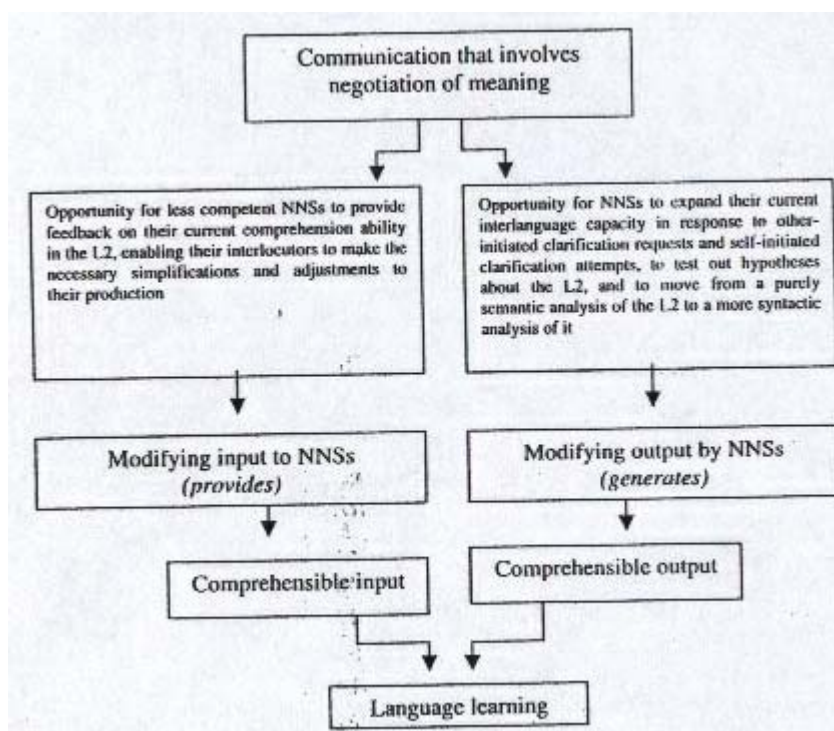 Communication that involves
negotiation of meaning
Opportunity for less competent NNSs to provide
feedback on their current comprehension ability
in the L2, enabling their interlocutors to make the
necessary simplifications and adjustments to
their production
Opportunity for NNSs to expand their current
interlanguage capacity in response to other-
initiated clarification requests and self-initiated
clarification attempts, to test out hypotheses
about the L2, and to move from a purely
semantic analysis of the L2 to a more syntactic
analysis of it
Modifying input to NNSs
(provides)
Modifying output by NNSs
(generates)
Comprehensible input
Comprehensible output
Language learning